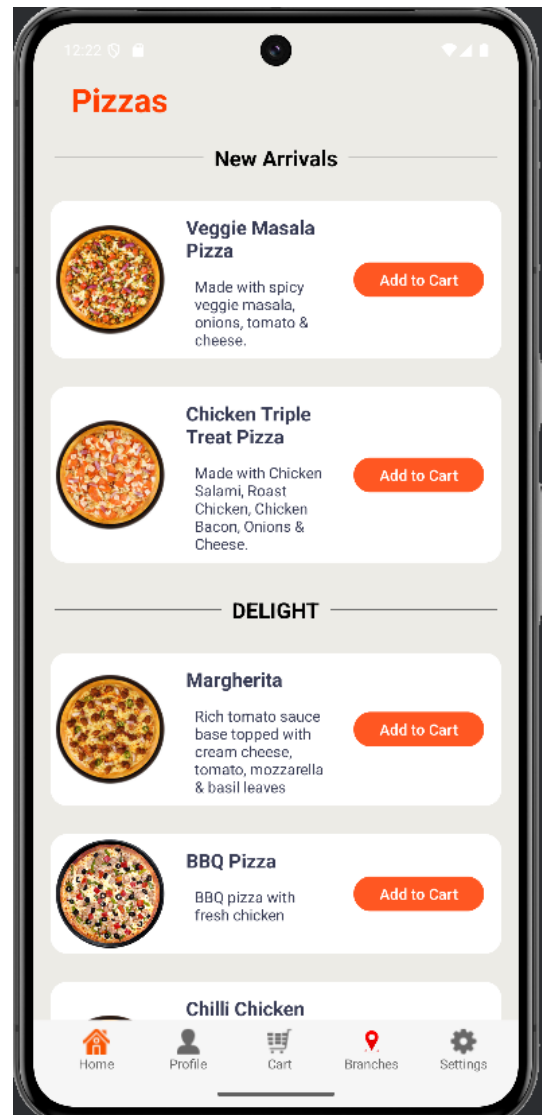 12:22
Pizzas
New Arrivals
Veggie Masala
Pizza
Made with spicy
veggie masala,
onions, tomato &
cheese.
Add to Cart
Chicken Triple
Treat Pizza
Made with Chicken
Salami, Roast
Chicken, Chicken
Bacon, Onions &
Cheese.
Add to Cart
DELIGHT
Margherita
Rich tomato sauce
base topped with
cream cheese,
tomato, mozzarella
& basil leaves
Add to Cart
BBQ Pizza
BBQ pizza with
fresh chicken
Add to Cart
Chilli Chicken
Home
Profile
Cart
Branches
Settings